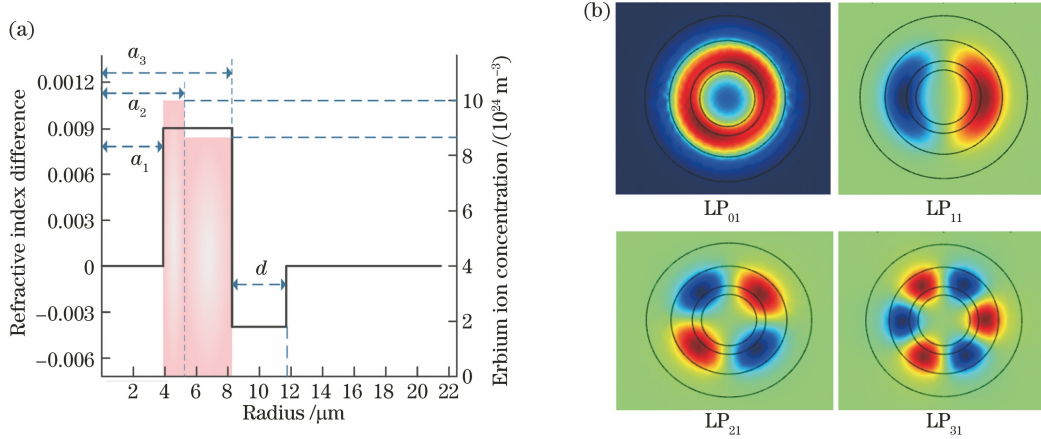 (a)
a3
a2
a1
d
0.0012
0.009
0.006
0.003
0
−0.003
−0.006
Refractive index difference
10
8
6
4
2
0
Erbium ion concentration /(10^24 m^−3)
2 4 6 8 10 12 14 16 18 20 22
Radius /μm
(b)
LP01
LP11
LP21
LP31